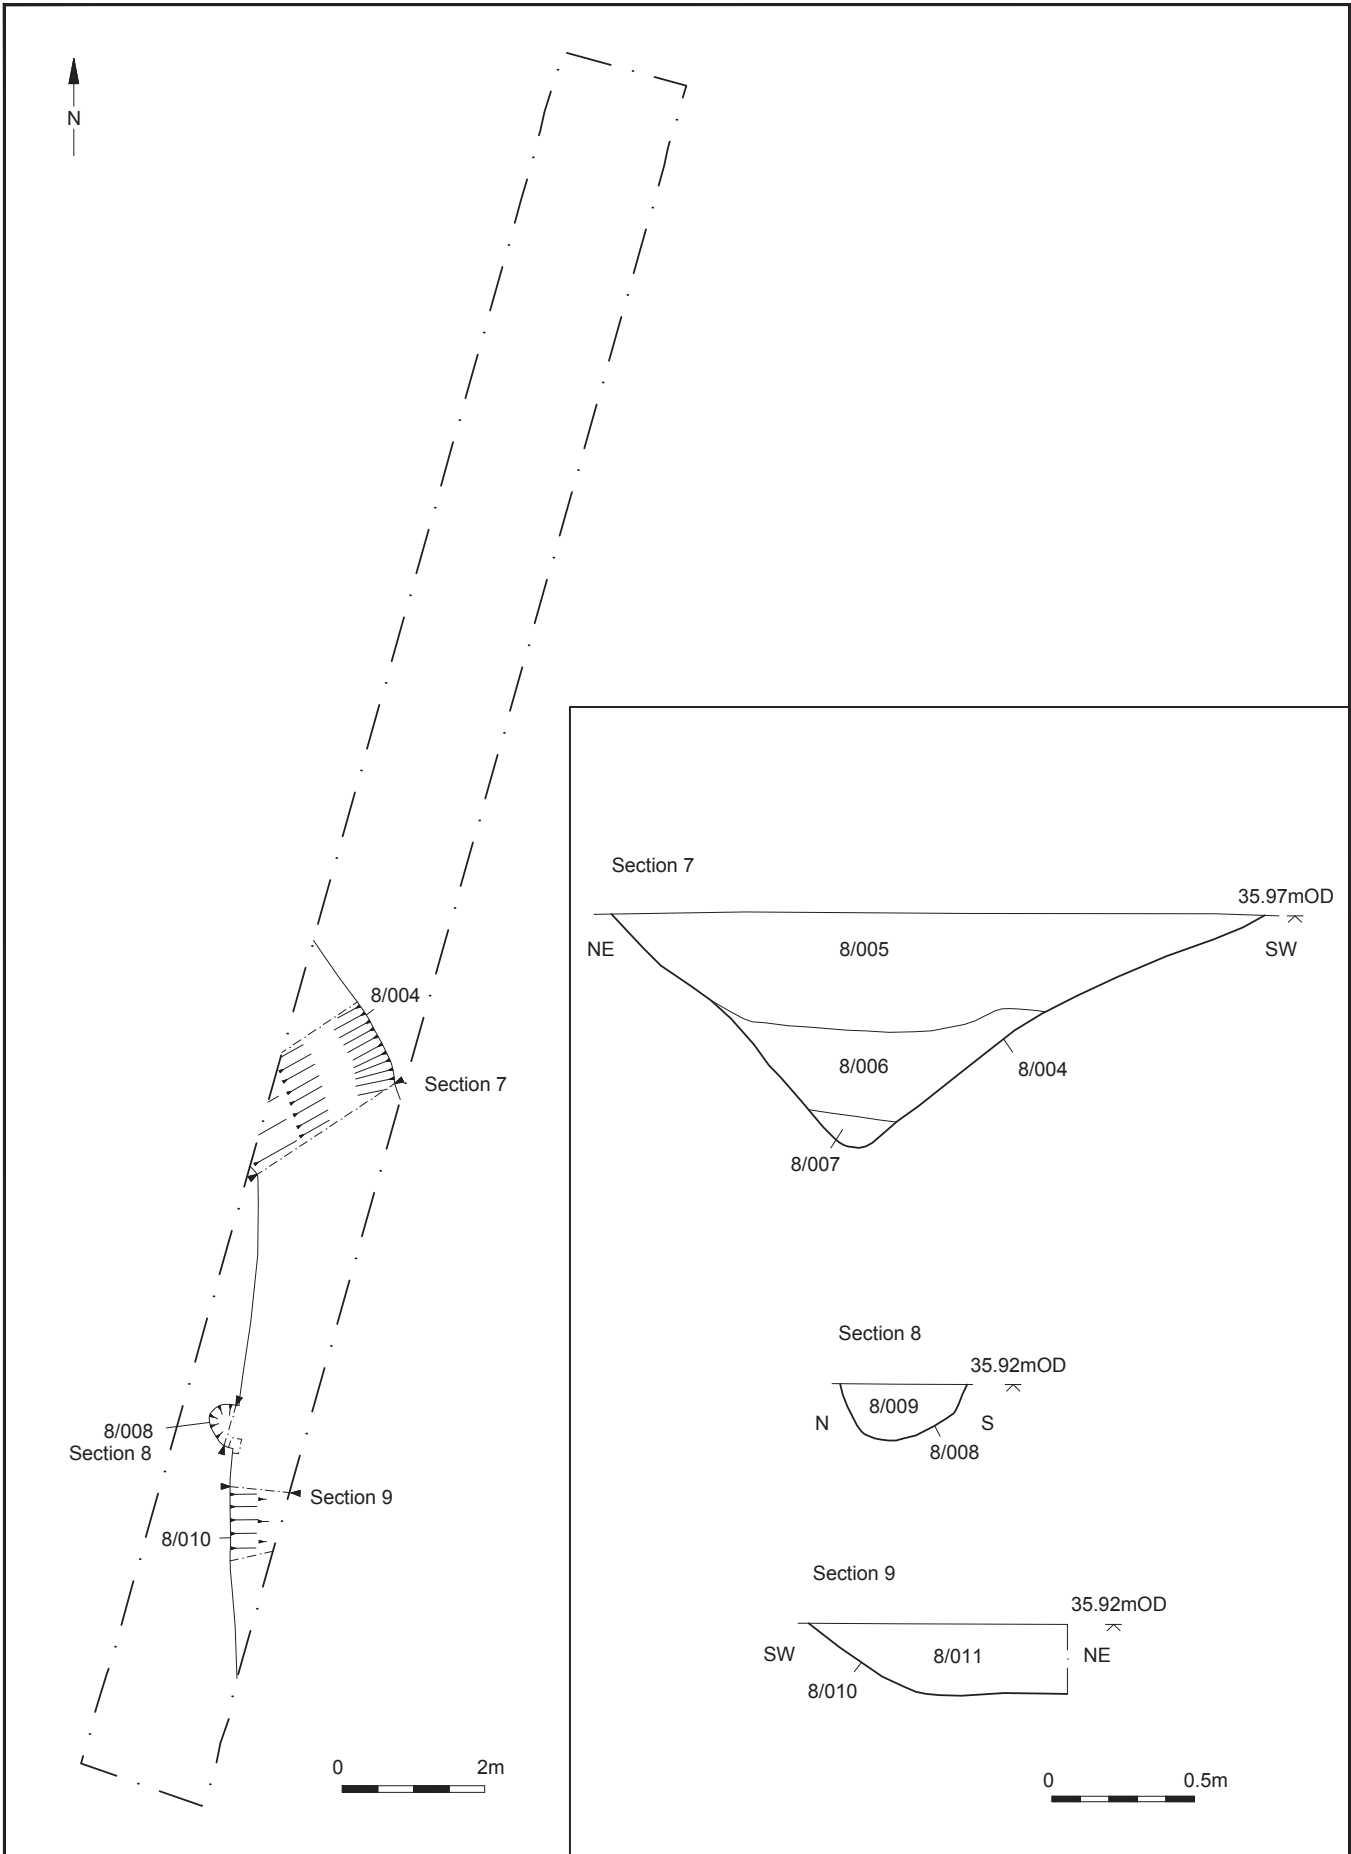 N
8/004
Section 7
8/008
Section 8
Section 9
8/010
0 2m
Section 7
35.97mOD
NE 8/005 SW
8/006
8/004
8/007
Section 8
35.92mOD
8/009
N S
8/008
Section 9
35.92mOD
SW 8/011 NE
8/010
0 0.5m